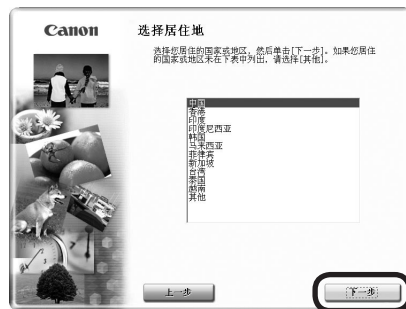 Canon
选择居住地
选择您居住的国家或地区，然后单击[下一步]。如果您居住
的国家或地区未在下表中列出，请选择[其他]。
中国
香港
印度
印度尼西亚
韩国
马来西亚
菲律宾
新加坡
台湾
泰国
越南
其他
上一步
下一步